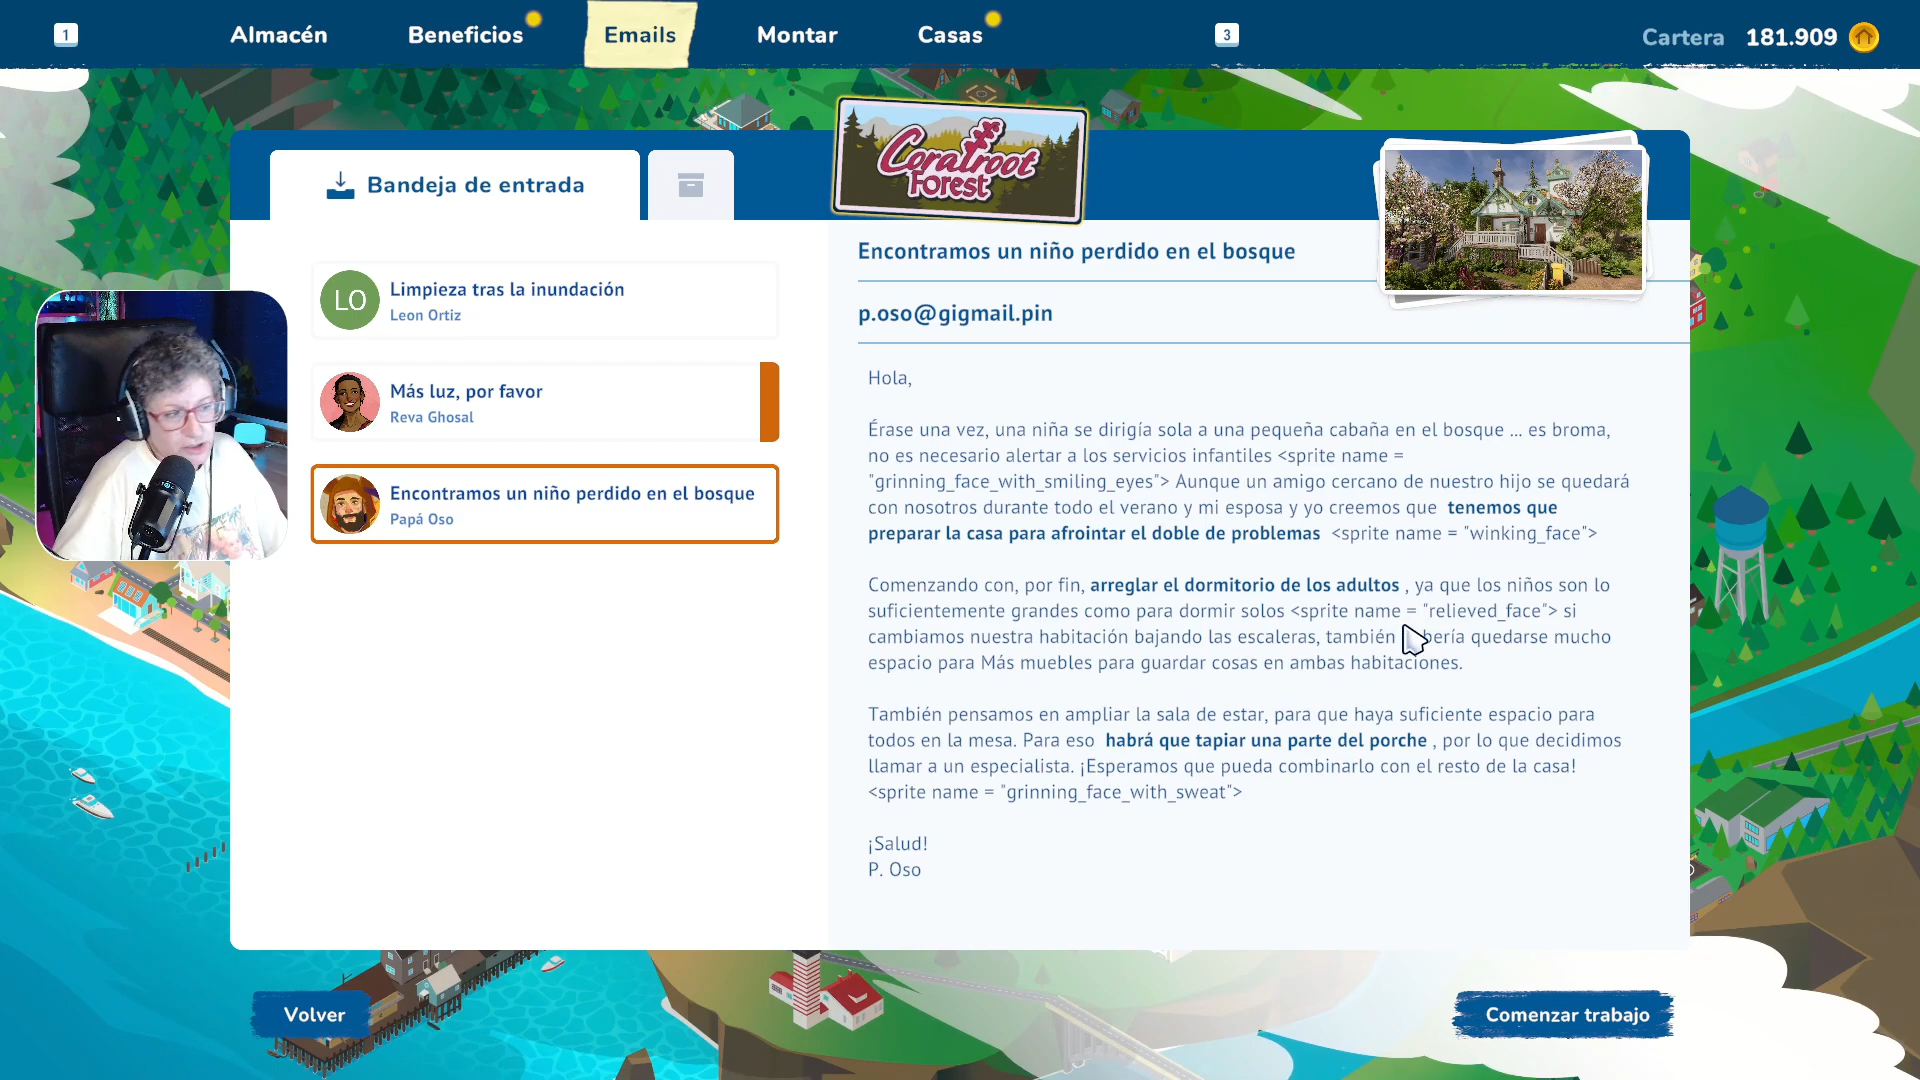 1
Almacén
Beneficios
Emails
Montar
Casas
3
Cartera 181.909
Bandeja de entrada
Coralroot
FOREST
LO
Limpieza tras la inundación
Leon Ortiz
Más luz, por favor
Reva Ghosal
Encontramos un niño perdido en el bosque
Papá Oso
Encontramos un niño perdido en el bosque
p.oso@gigmail.pin
Hola,
Érase una vez, una niña se dirigía sola a una pequeña cabaña en el bosque ... es broma,
no es necesario alertar a los servicios infantiles <sprite name =
"grinning_face_with_smiling_eyes"> Aunque un amigo cercano de nuestro hijo se quedará
con nosotros durante todo el verano y mi esposa y yo creemos que tenemos que
preparar la casa para afrointar el doble de problemas <sprite name = "winking_face">
Comenzando con, por fin, arreglar el dormitorio de los adultos , ya que los niños son lo
suficientemente grandes como para dormir solos <sprite name = "relieved_face"> si
cambiamos nuestra habitación bajando las escaleras, también bería quedarse mucho
espacio para Más muebles para guardar cosas en ambas habitaciones.
También pensamos en ampliar la sala de estar, para que haya suficiente espacio para
todos en la mesa. Para eso habrá que tapiar una parte del porche , por lo que decidimos
llamar a un especialista. ¡Esperamos que pueda combinarlo con el resto de la casa!
<sprite name = "grinning_face_with_sweat">
¡Salud!
P. Oso
Volver
Comenzar trabajo